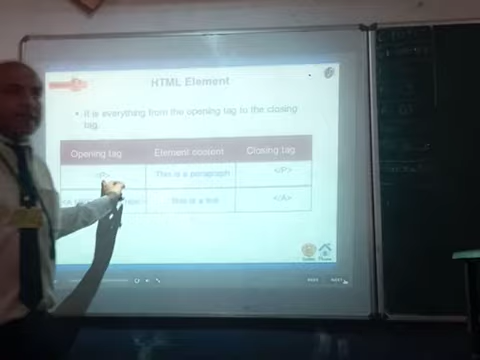 HTML Element
• It is everything from the opening tag to the closing
tag.
Opening tag Element content Closing tag
<P> This is a paragraph </P>
This is a link </A>